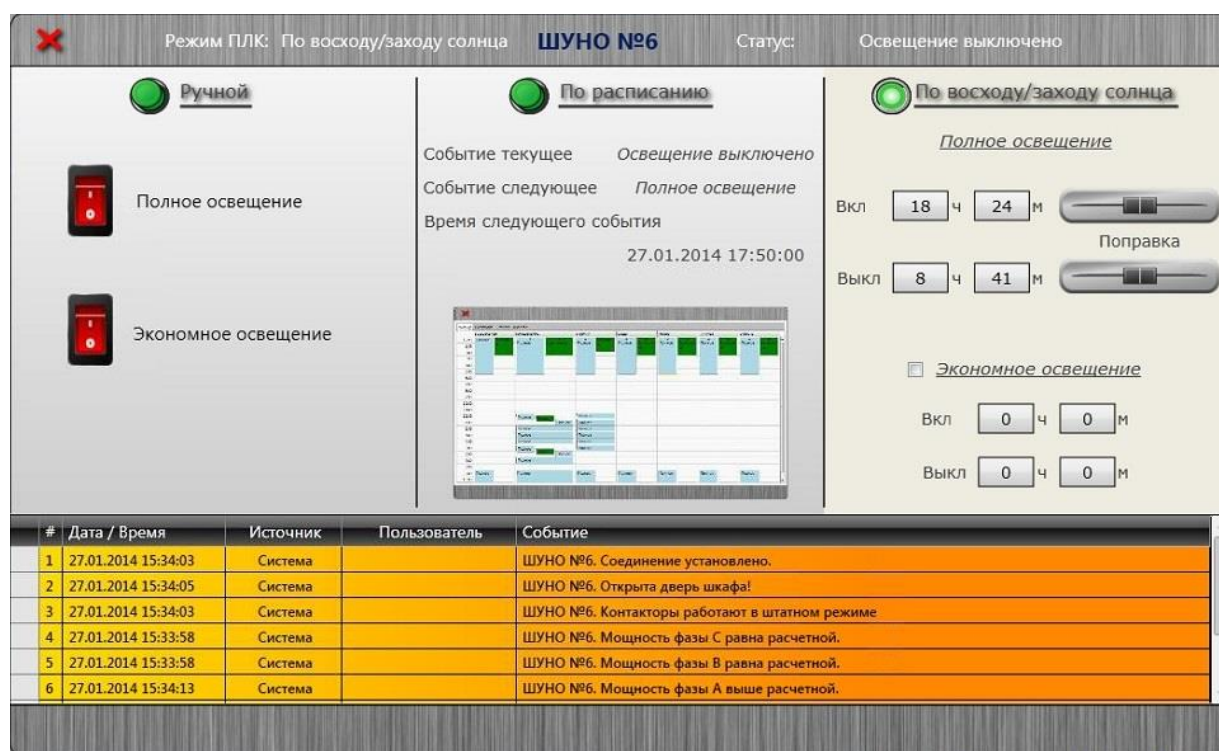 Режим ПЛК: По восходу/заходу солнца ШУНО №6 Статус: Освещение выключено
Ручной
Полное освещение
Экономное освещение
По расписанию
Событие текущее Освещение выключено
Событие следующее Полное освещение
Время следующего события
27.01.2014 17:50:00
По восходу/заходу солнца
Полное освещение
Вкл 18 ч 24 м
Поправка
Выкл 8 ч 41 м
Экономное освещение
Вкл 0 ч 0 м
Выкл 0 ч 0 м
# Дата / Время Источник Пользователь Событие
1 27.01.2014 15:34:03 Система ШУНО №6. Соединение установлено.
2 27.01.2014 15:34:05 Система ШУНО №6. Открыта дверь шкафа!
3 27.01.2014 15:34:03 Система ШУНО №6. Контакторы работают в штатном режиме
4 27.01.2014 15:33:58 Система ШУНО №6. Мощность фазы C равна расчетной.
5 27.01.2014 15:33:58 Система ШУНО №6. Мощность фазы B равна расчетной.
6 27.01.2014 15:34:13 Система ШУНО №6. Мощность фазы A выше расчетной.